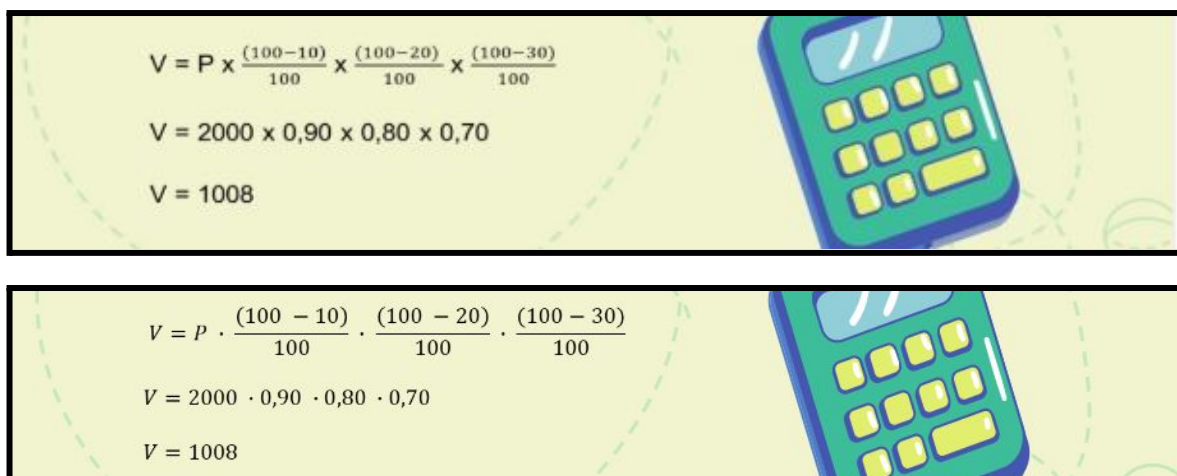 V = P x (100−10)/100 x (100−20)/100 x (100−30)/100
V = 2000 x 0,90 x 0,80 x 0,70
V = 1008
V = P · (100 − 10)/100 · (100 − 20)/100 · (100 − 30)/100
V = 2000 · 0,90 · 0,80 · 0,70
V = 1008